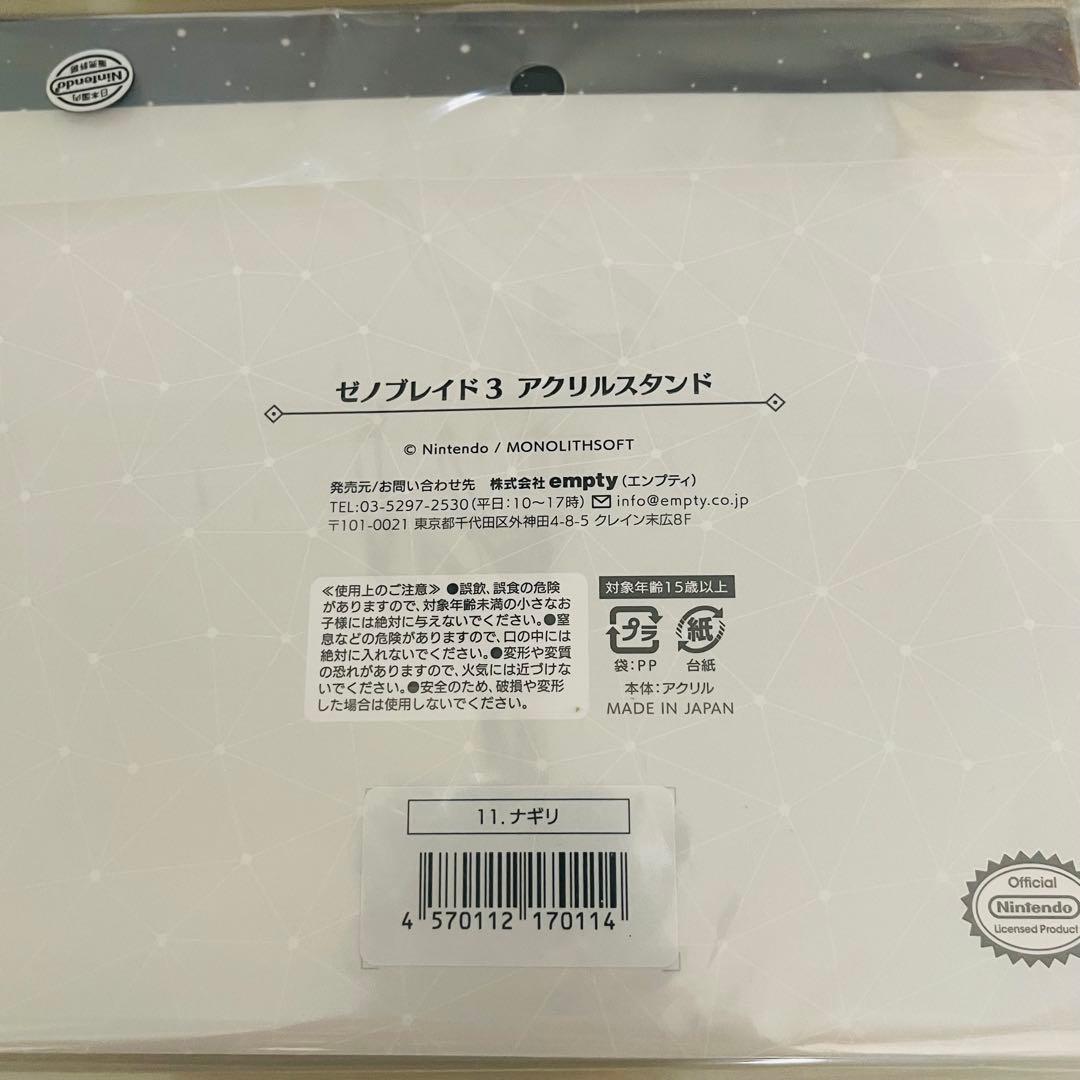 日本国内
Nintendo
販売許諾
ゼノブレイド3 アクリルスタンド
© Nintendo / MONOLITHSOFT
発売元/お問い合わせ先 株式会社empty(エンプティ)
TEL:03-5297-2530(平日:10〜17時) info@empty.co.jp
〒101-0021 東京都千代田区外神田4-8-5 クレイン末広8F
≪使用上のご注意≫ ●誤飲、誤食の危険
がありますので、対象年齢未満の小さなお
子様には絶対に与えないでください。●窒
息などの危険がありますので、口の中には
絶対に入れないでください。●変形や変質
の恐れがありますので、火気には近づけな
いでください。●安全のため、破損や変形
した場合は使用しないでください。
対象年齢15歳以上
プラ 紙
袋:PP 台紙
本体:アクリル
MADE IN JAPAN
11.ナギリ
4 570112 170114
Official
Nintendo
Licensed Product